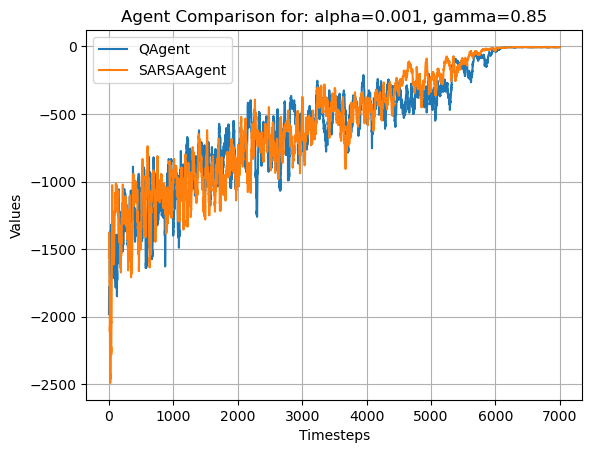 Agent Comparison for: alpha=0.001, gamma=0.85
QAgent
SARSAAgent
Values
0
−500
−1000
−1500
−2000
−2500
0 1000 2000 3000 4000 5000 6000 7000
Timesteps